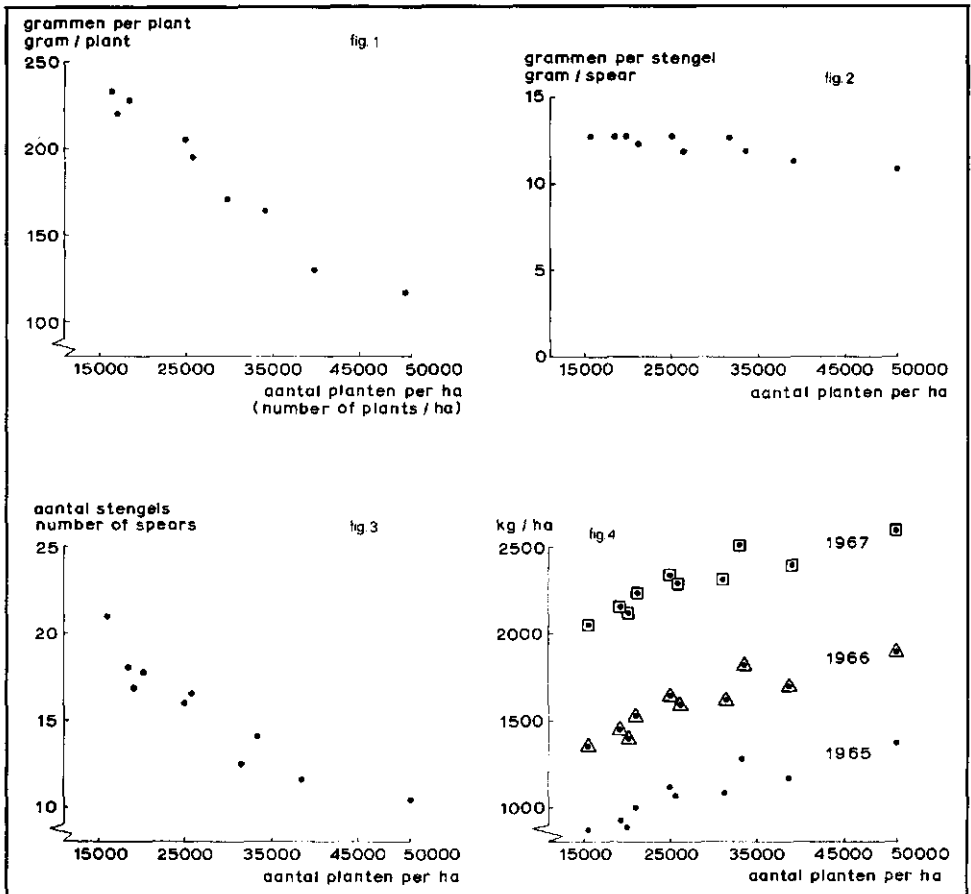 grammen per plant
gram / plant
fig. 1
250
200
150
100
15000 25000 35000 45000 50000
aantal planten per ha
(number of plants / ha)
grammen per stengel
gram / spear
fig. 2
15
10
5
0
15000 25000 35000 45000 50000
aantal planten per ha
aantal stengels
number of spears
fig. 3
25
20
15
10
15000 25000 35000 45000 50000
aantal planten per ha
kg / ha
fig. 4
2500
2000
1500
1000
1967
1966
1965
15000 25000 35000 45000 50000
aantal planten per ha